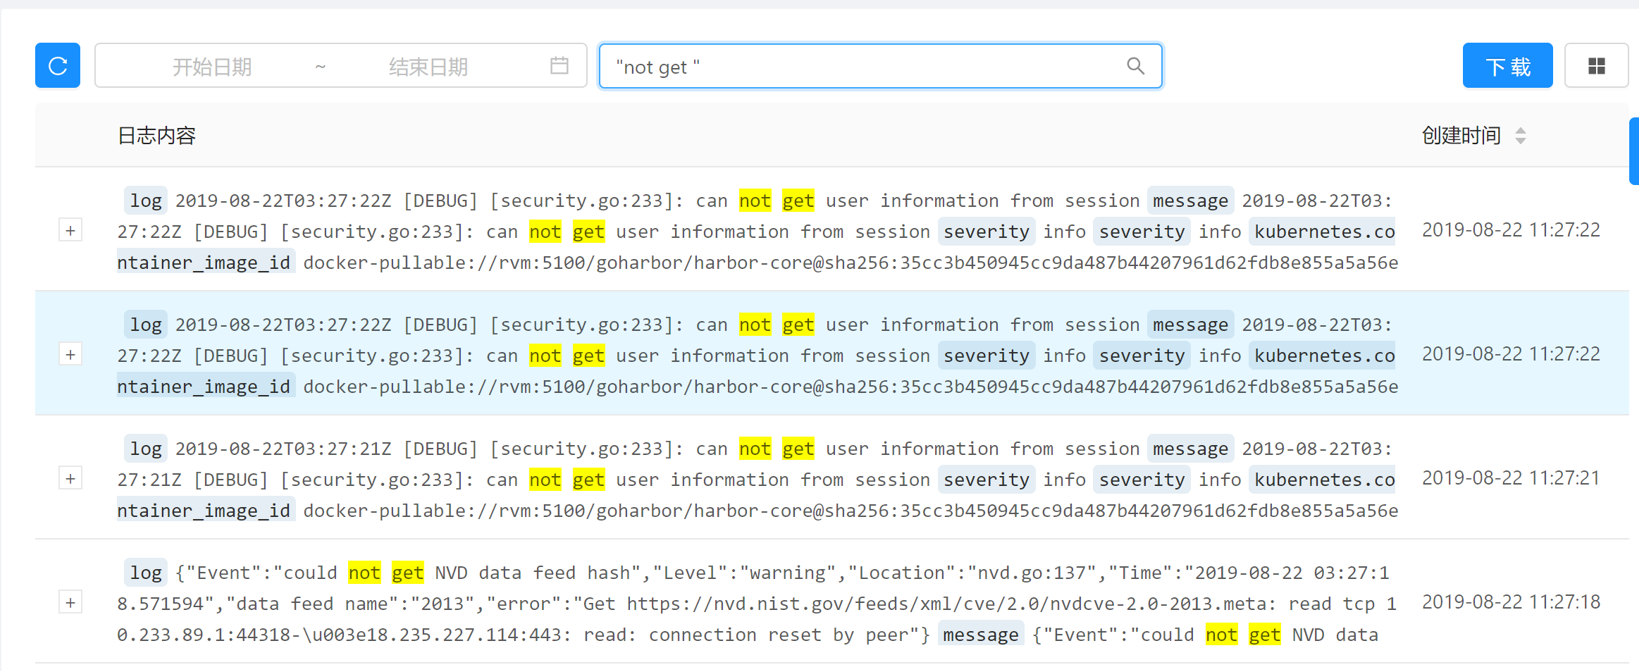 开始日期 ~ 结束日期 "not get " 下 载
日志内容 创建时间
log 2019-08-22T03:27:22Z [DEBUG] [security.go:233]: can not get user information from session message 2019-08-22T03:
27:22Z [DEBUG] [security.go:233]: can not get user information from session severity info severity info kubernetes.co
ntainer_image_id docker-pullable://rvm:5100/goharbor/harbor-core@sha256:35cc3b450945cc9da487b44207961d62fdb8e855a5a56e
2019-08-22 11:27:22
log 2019-08-22T03:27:22Z [DEBUG] [security.go:233]: can not get user information from session message 2019-08-22T03:
27:22Z [DEBUG] [security.go:233]: can not get user information from session severity info severity info kubernetes.co
ntainer_image_id docker-pullable://rvm:5100/goharbor/harbor-core@sha256:35cc3b450945cc9da487b44207961d62fdb8e855a5a56e
2019-08-22 11:27:22
log 2019-08-22T03:27:21Z [DEBUG] [security.go:233]: can not get user information from session message 2019-08-22T03:
27:21Z [DEBUG] [security.go:233]: can not get user information from session severity info severity info kubernetes.co
ntainer_image_id docker-pullable://rvm:5100/goharbor/harbor-core@sha256:35cc3b450945cc9da487b44207961d62fdb8e855a5a56e
2019-08-22 11:27:21
log {"Event":"could not get NVD data feed hash","Level":"warning","Location":"nvd.go:137","Time":"2019-08-22 03:27:1
8.571594","data feed name":"2013","error":"Get https://nvd.nist.gov/feeds/xml/cve/2.0/nvdcve-2.0-2013.meta: read tcp 1
0.233.89.1:44318-\u003e18.235.227.114:443: read: connection reset by peer"} message {"Event":"could not get NVD data
2019-08-22 11:27:18